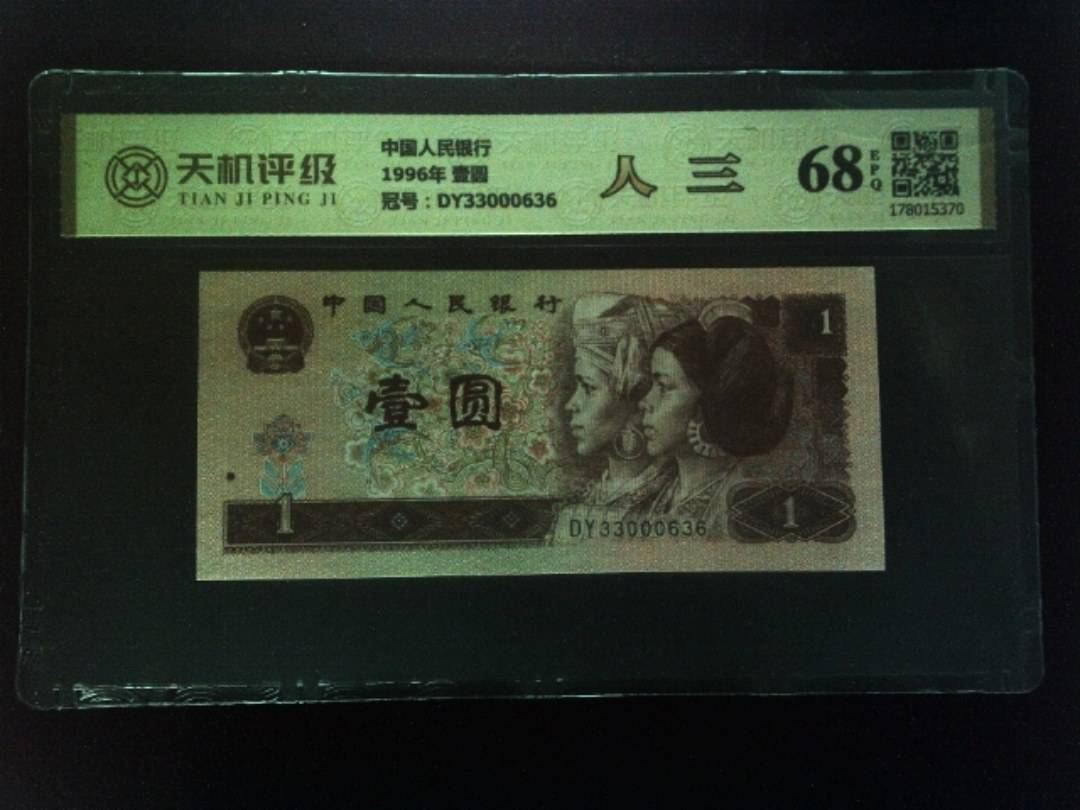 天机评级
TIAN JI PING JI
中国人民银行
1996年 壹圆
冠号：DY33000636
人 三
68
EPQ
178015370
中国人民银行
壹圆
1
1
DY33000636
1